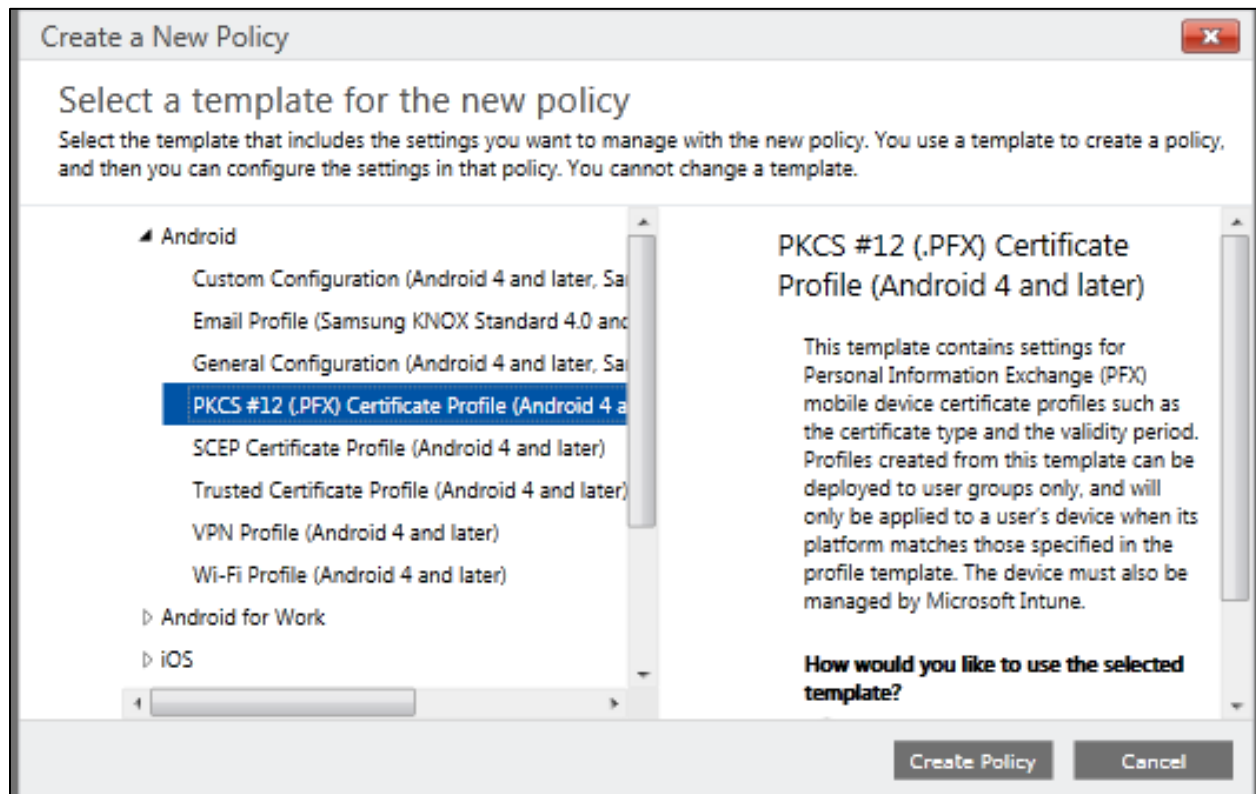 Create a New Policy
Select a template for the new policy
Select the template that includes the settings you want to manage with the new policy. You use a template to create a policy,
and then you can configure the settings in that policy. You cannot change a template.
Android
Custom Configuration (Android 4 and later, Sa
Email Profile (Samsung KNOX Standard 4.0 and
General Configuration (Android 4 and later, Sa
PKCS #12 (.PFX) Certificate Profile (Android 4 a
SCEP Certificate Profile (Android 4 and later)
Trusted Certificate Profile (Android 4 and later)
VPN Profile (Android 4 and later)
Wi-Fi Profile (Android 4 and later)
Android for Work
iOS
PKCS #12 (.PFX) Certificate
Profile (Android 4 and later)
This template contains settings for
Personal Information Exchange (PFX)
mobile device certificate profiles such as
the certificate type and the validity period.
Profiles created from this template can be
deployed to user groups only, and will
only be applied to a user's device when its
platform matches those specified in the
profile template. The device must also be
managed by Microsoft Intune.
How would you like to use the selected
template?
Create Policy
Cancel